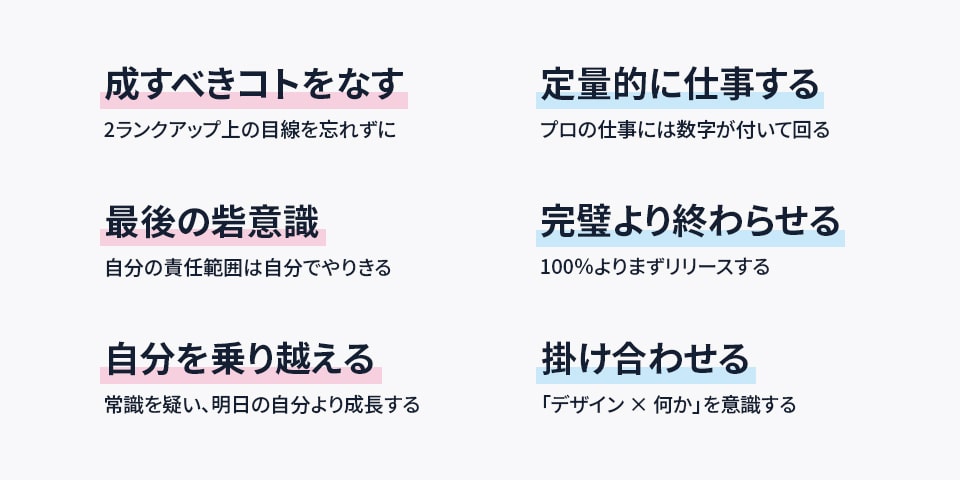 成すべきコトをなす
2ランクアップ上の目線を忘れずに
最後の砦意識
自分の責任範囲は自分でやりきる
自分を乗り越える
常識を疑い、明日の自分より成長する
定量的に仕事する
プロの仕事には数字が付いて回る
完璧より終わらせる
100%よりまずリリースする
掛け合わせる
「デザイン × 何か」を意識する